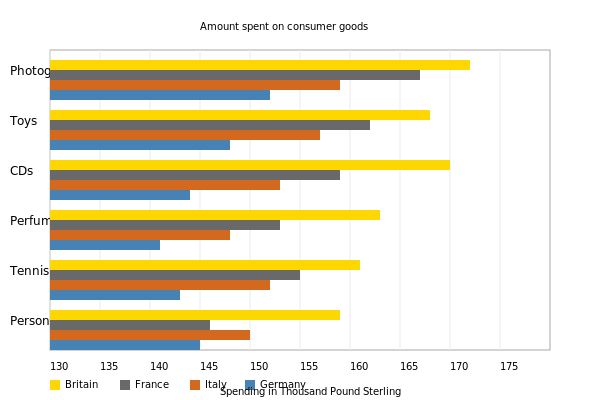 Amount spent on consumer goods
Photog
Toys
CDs
Perfum
Tennis
Person
130 135 140 145 150 155 160 165 170 175
Britain France Italy Germany
Spending in Thousand Pound Sterling